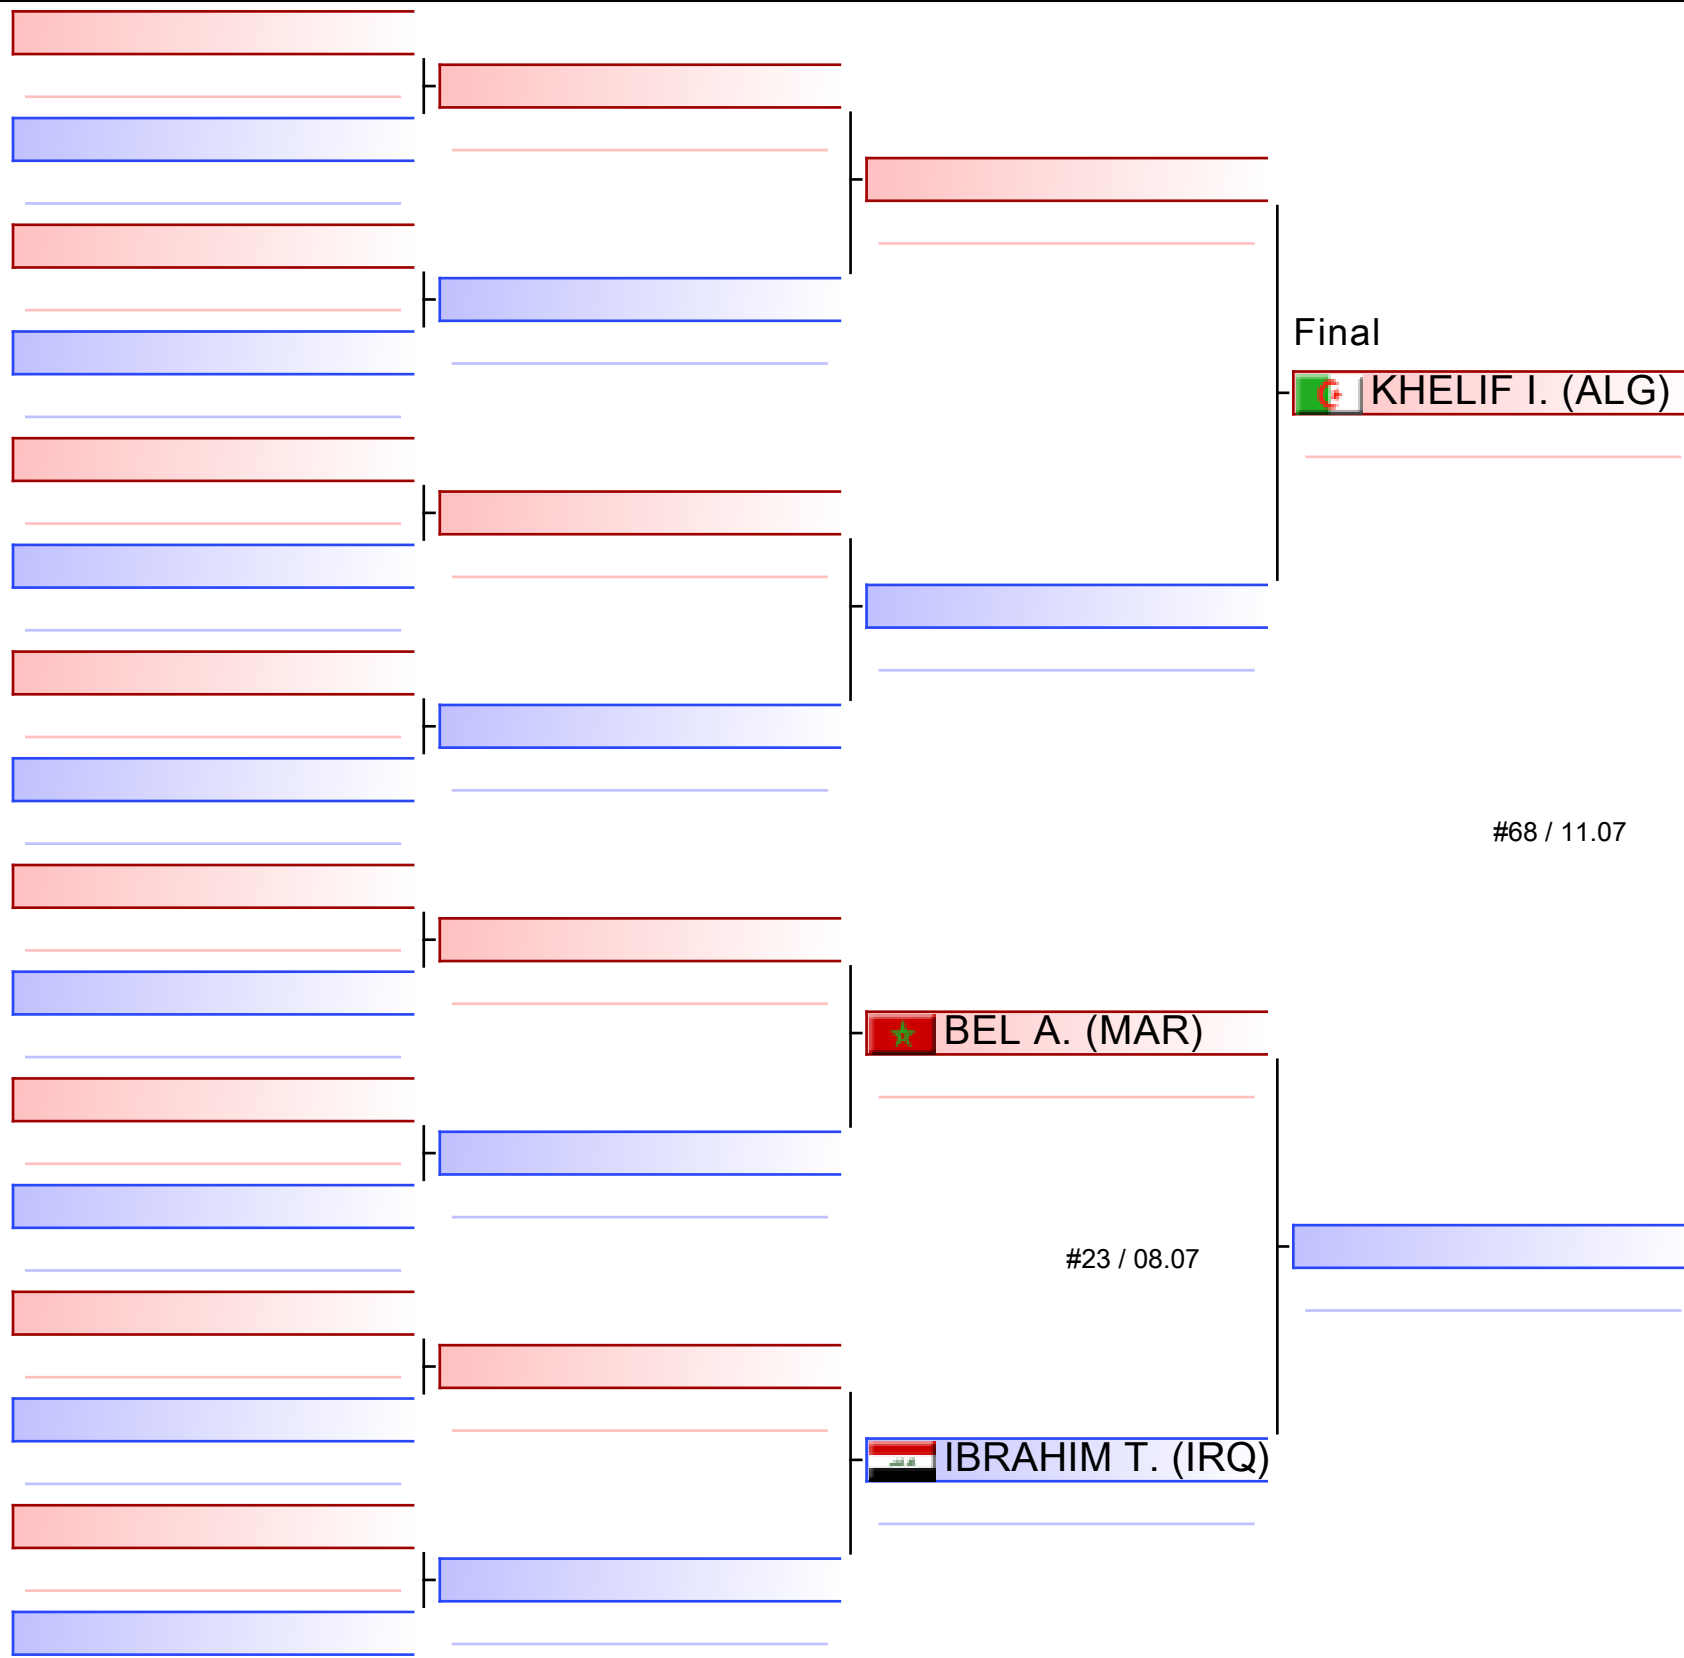 Final
KHELIF I. (ALG)
#68 / 11.07
BEL A. (MAR)
#23 / 08.07
IBRAHIM T. (IRQ)